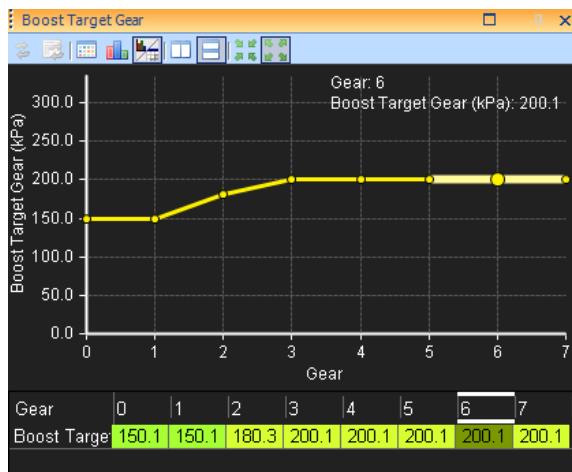 Boost Target Gear
Gear: 6
Boost Target Gear (kPa): 200.1
Boost Target Gear (kPa)
300.0
250.0
200.0
150.0
100.0
50.0
0.0
0 1 2 3 4 5 6 7
Gear
Gear 0 1 2 3 4 5 6 7
Boost Targe 150.1 150.1 180.3 200.1 200.1 200.1 200.1 200.1